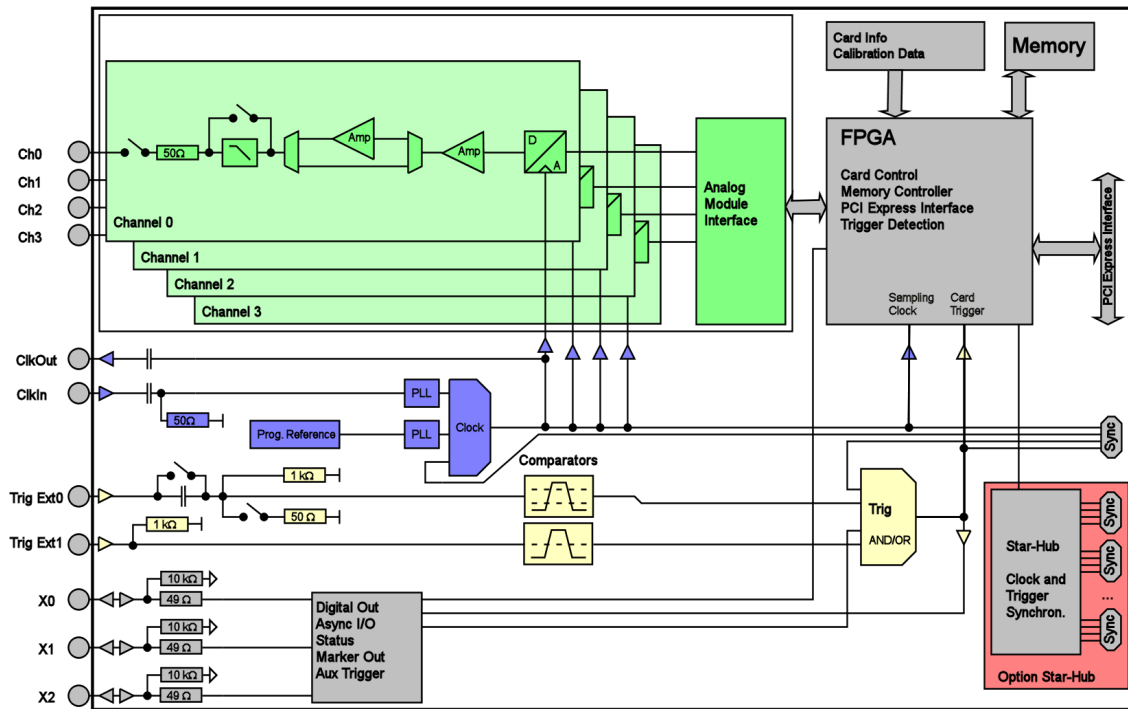 Card Info
Calibration Data
Memory
Ch0
Ch1
Ch2
Ch3
50Ω
Amp
Amp
D
A
Channel 0
Channel 1
Channel 2
Channel 3
Analog
Module
Interface
FPGA
Card Control
Memory Controller
PCI Express Interface
Trigger Detection
Sampling
Clock
Card
Trigger
PCI Express Interface
ClkOut
ClkIn
50Ω
PLL
Prog. Reference
PLL
Clock
Sync
Comparators
Trig Ext0
1 kΩ
50 Ω
Trig Ext1
1 kΩ
Trig
AND/OR
X0
10 kΩ
49 Ω
X1
10 kΩ
49 Ω
X2
10 kΩ
49 Ω
Digital Out
Async I/O
Status
Marker Out
Aux Trigger
Star-Hub
Clock and
Trigger
Synchron.
Sync
Sync
...
Sync
Option Star-Hub